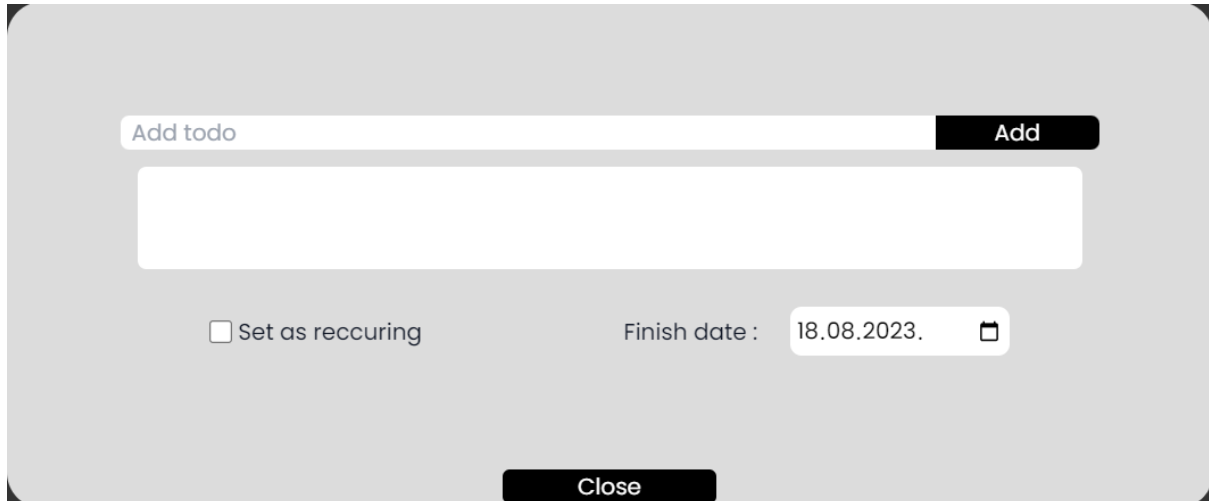 Add todo Add
Set as reccuring Finish date : 18.08.2023.
Close